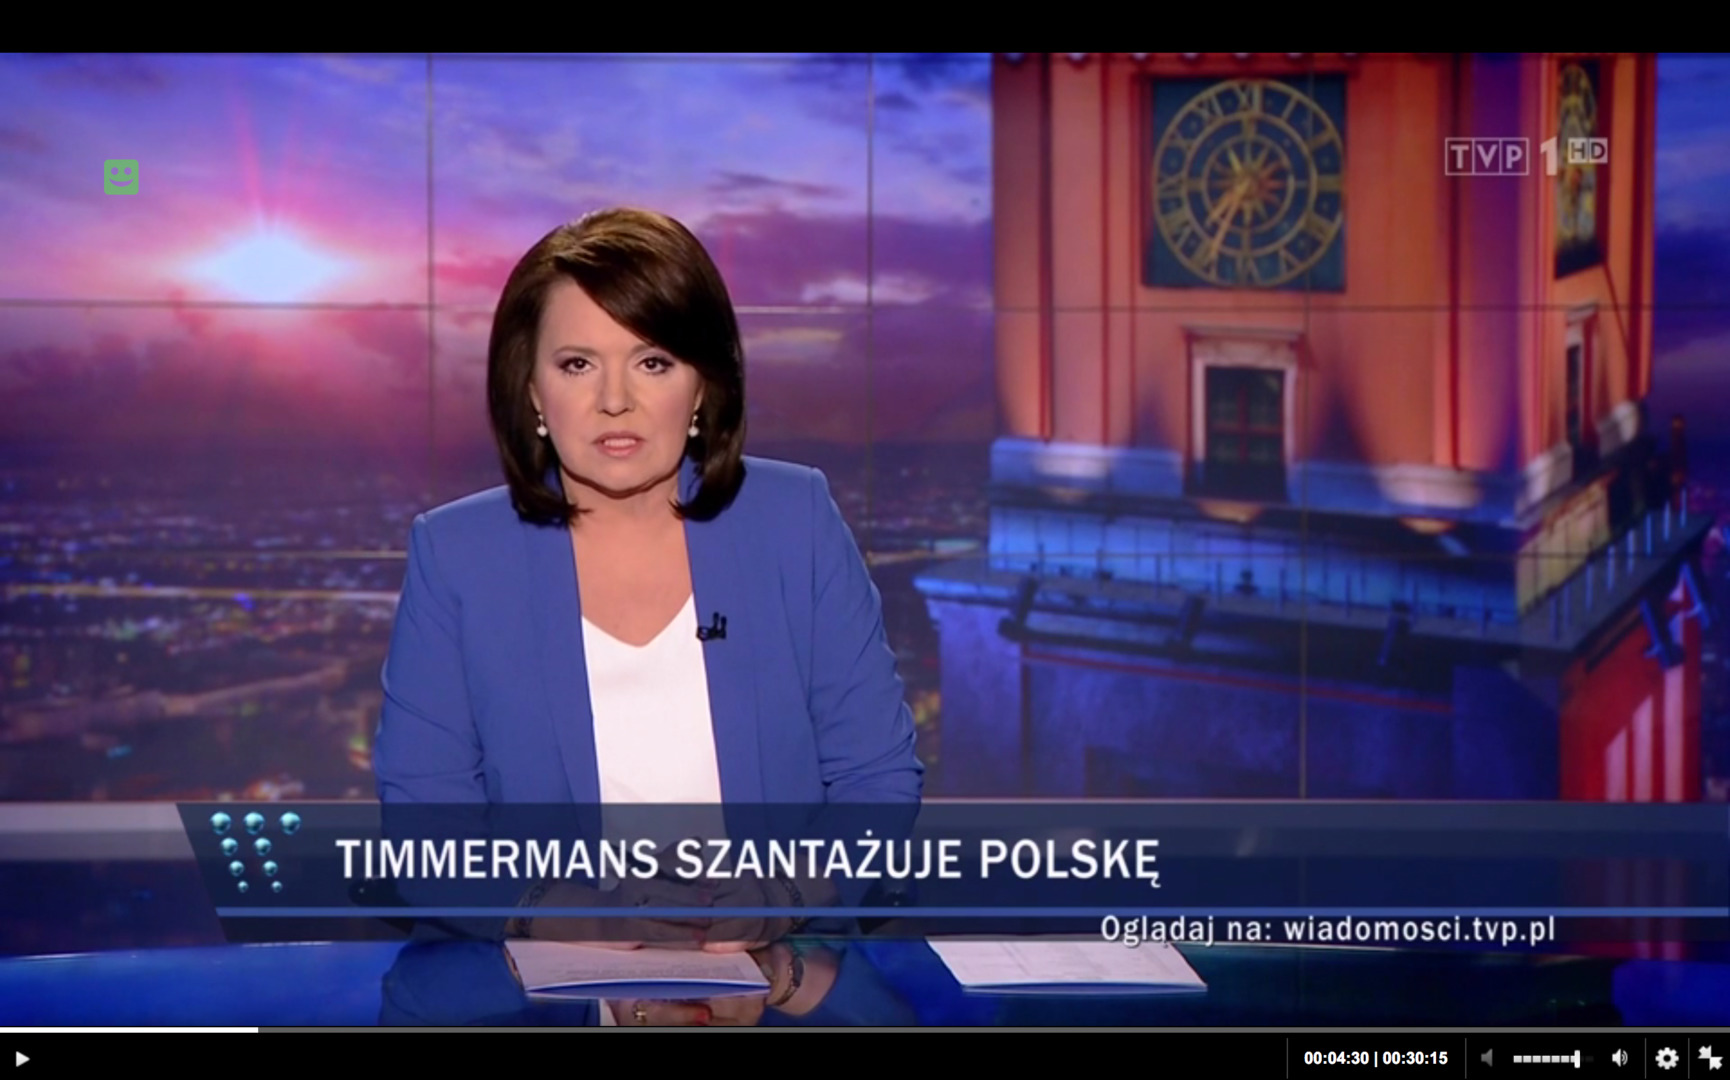 TVP 1 HD
TIMMERMANS SZANTAŻUJE POLSKĘ
Oglądaj na: wiadomosci.tvp.pl
00:04:30 | 00:30:15